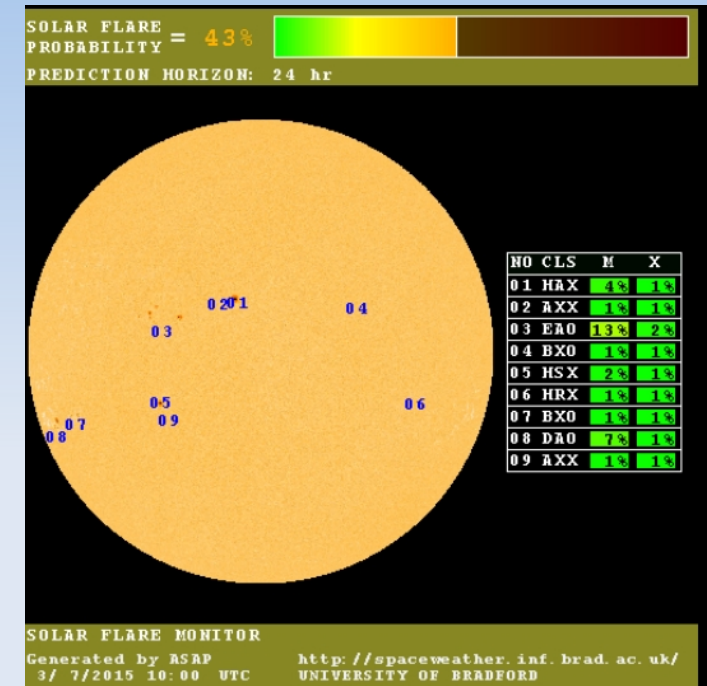 SOLAR FLARE
PROBABILITY = 43%
PREDICTION HORIZON: 24 hr
02 01
04
03
05
06
09
07
08
NO CLS M X
01 HAX 4% 1%
02 AXX 1% 1%
03 EAO 13% 2%
04 BXO 1% 1%
05 HSX 2% 1%
06 HRX 1% 1%
07 BXO 1% 1%
08 DAO 7% 1%
09 AXX 1% 1%
SOLAR FLARE MONITOR
Generated by ASAP
3/ 7/2015 10:00 UTC
http://spaceweather.inf.brad.ac.uk/
UNIVERSITY OF BRADFORD